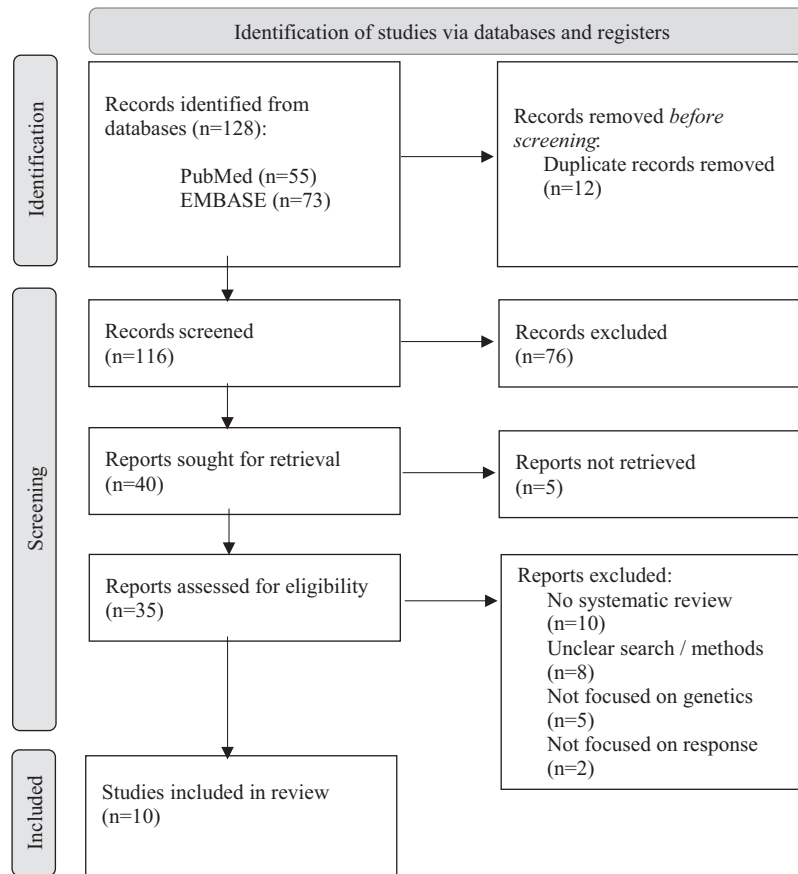 Identification of studies via databases and registers
Identification
Records identified from
databases (n=128):
PubMed (n=55)
EMBASE (n=73)
Records removed before
screening:
Duplicate records removed
(n=12)
Screening
Records screened
(n=116)
Records excluded
(n=76)
Reports sought for retrieval
(n=40)
Reports not retrieved
(n=5)
Reports assessed for eligibility
(n=35)
Reports excluded:
No systematic review
(n=10)
Unclear search / methods
(n=8)
Not focused on genetics
(n=5)
Not focused on response
(n=2)
Included
Studies included in review
(n=10)